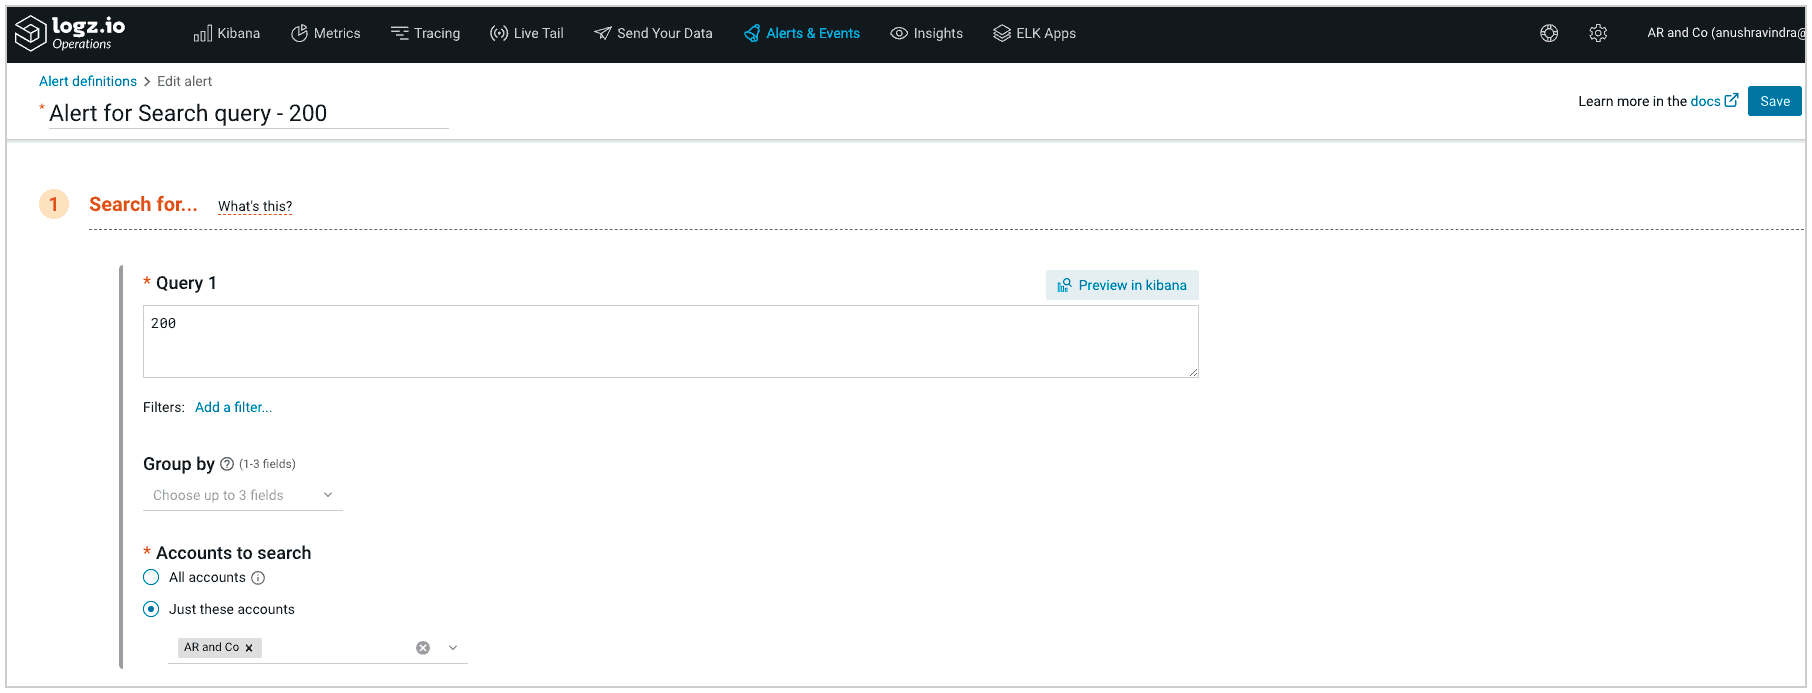 logz.io
Operations
Kibana Metrics Tracing Live Tail Send Your Data Alerts & Events Insights ELK Apps AR and Co (anushravindra@
Alert definitions > Edit alert
* Alert for Search query - 200
Learn more in the docs Save
1 Search for... What's this?
* Query 1
Preview in kibana
200
Filters: Add a filter...
Group by ? (1-3 fields)
Choose up to 3 fields
* Accounts to search
All accounts
Just these accounts
AR and Co x